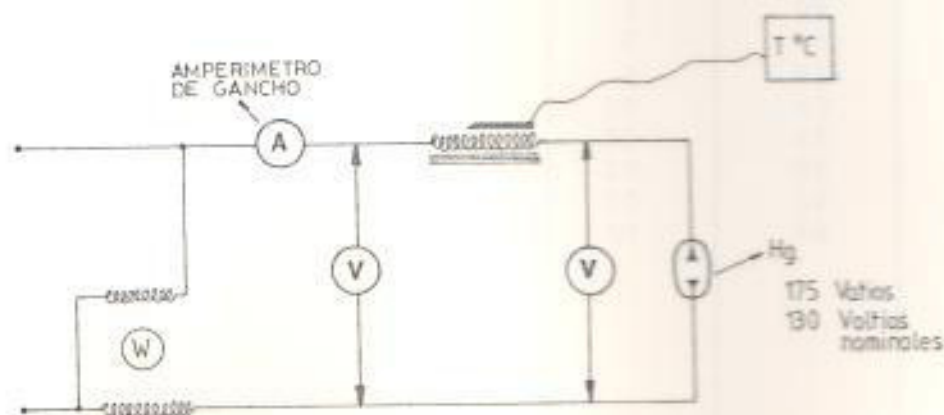 T °C
AMPERIMETRO
DE GANCHO
A
V
V
Hg
W
175 Vatios
130 Voltios
nominales